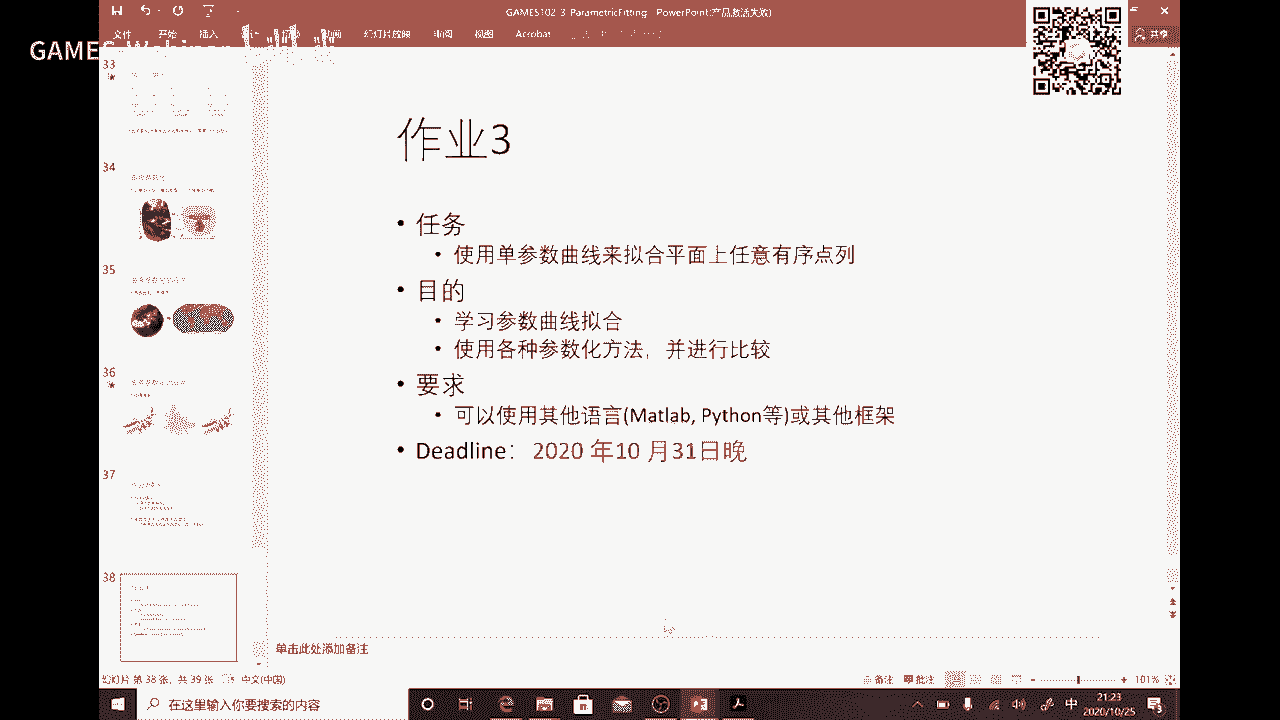 GAMES102_3_ParametricFitting - PowerPoint(产品激活失败)
文件 开始 插入 幻灯片放映 审阅 视图 Acrobat 共享
GAMES Webinar
33
34
35
36
37
38
作业3
• 任务
• 使用单参数曲线来拟合平面上任意有序点列
• 目的
• 学习参数曲线拟合
• 使用各种参数化方法，并进行比较
• 要求
• 可以使用其他语言(Matlab, Python等)或其他框架
• Deadline：2020 年10 月31日晚
单击此处添加备注
幻灯片 第 38 张，共 39 张 中文(中国) 备注 批注 101%
在这里输入你要搜索的内容
中
21:23
2020/10/25